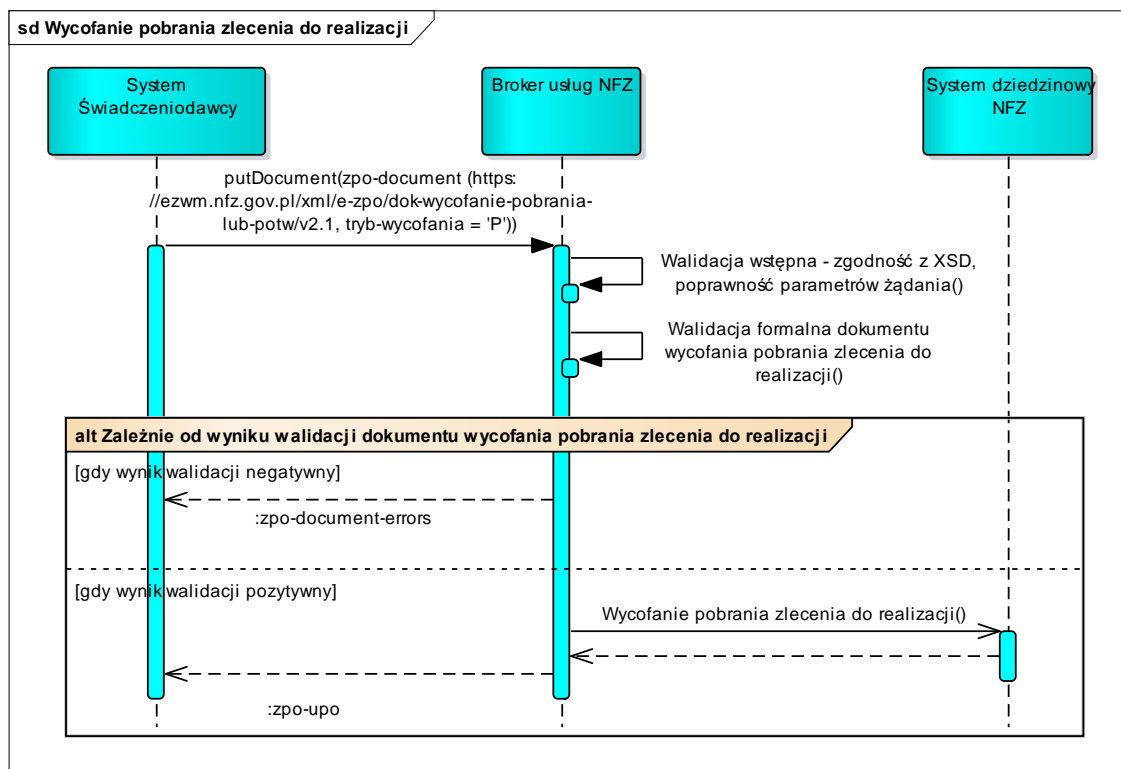 sd Wycofanie pobrania zlecenia do realizacji
System
Świadczeniodawcy
Broker usług NFZ
System dziedzinowy
NFZ
putDocument(zpo-document (https:
//ezwm.nfz.gov.pl/xml/e-zpo/dok-wycofanie-pobrania-
lub-potw/v2.1, tryb-wycofania = 'P'))
Walidacja wstępna - zgodność z XSD,
poprawność parametrów żądania()
Walidacja formalna dokumentu
wycofania pobrania zlecenia do
realizacji()
alt Zależnie od wyniku walidacji dokumentu wycofania pobrania zlecenia do realizacji
[gdy wynik walidacji negatywny]
:zpo-document-errors
[gdy wynik walidacji pozytywny]
Wycofanie pobrania zlecenia do realizacji()
:zpo-upo